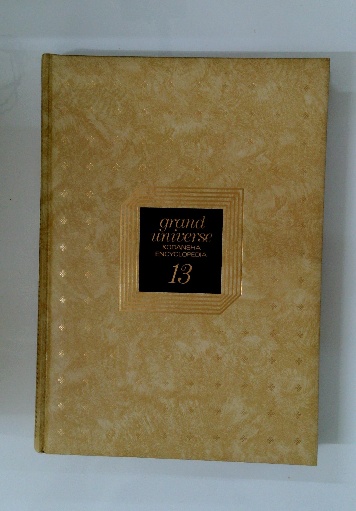 grand
universe
KODANSHA
ENCYCLOPEDIA
13